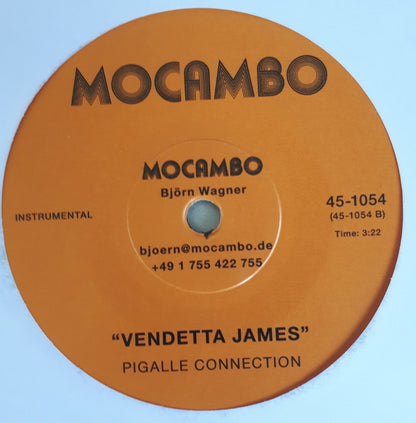 MOCAMBO
MOCAMBO
Björn Wagner
INSTRUMENTAL
45-1054
(45-1054 B)
Time: 3:22
bjoern@mocambo.de
+49 1 755 422 755
“VENDETTA JAMES”
PIGALLE CONNECTION